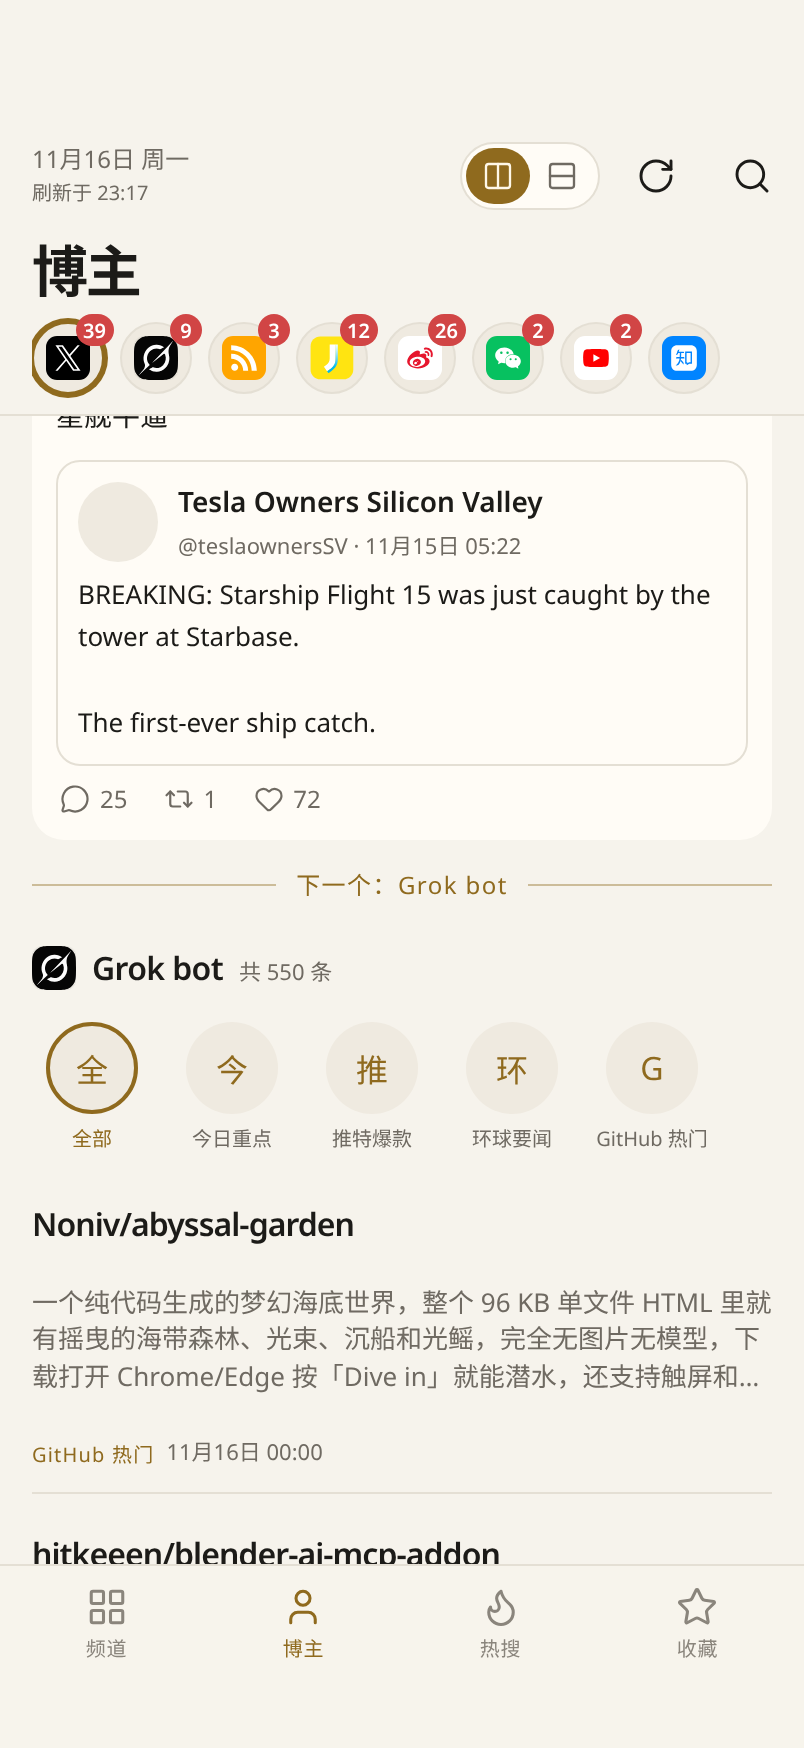 11月16日 周一
刷新于 23:17
博主
39
9
3
12
26
2
2
知
星舰牛逼
Tesla Owners Silicon Valley
@teslaownersSV · 11月15日 05:22
BREAKING: Starship Flight 15 was just caught by the
tower at Starbase.
The first-ever ship catch.
25
1
72
下一个：Grok bot
Grok bot 共 550 条
全
今
推
环
G
全部
今日重点
推特爆款
环球要闻
GitHub 热门
Noniv/abyssal-garden
一个纯代码生成的梦幻海底世界，整个 96 KB 单文件 HTML 里就
有摇曳的海带森林、光束、沉船和光鳐，完全无图片无模型，下
载打开 Chrome/Edge 按「Dive in」就能潜水，还支持触屏和...
GitHub 热门 11月16日 00:00
hitkeeen/blender-ai-mcp-addon
频道
博主
热搜
收藏